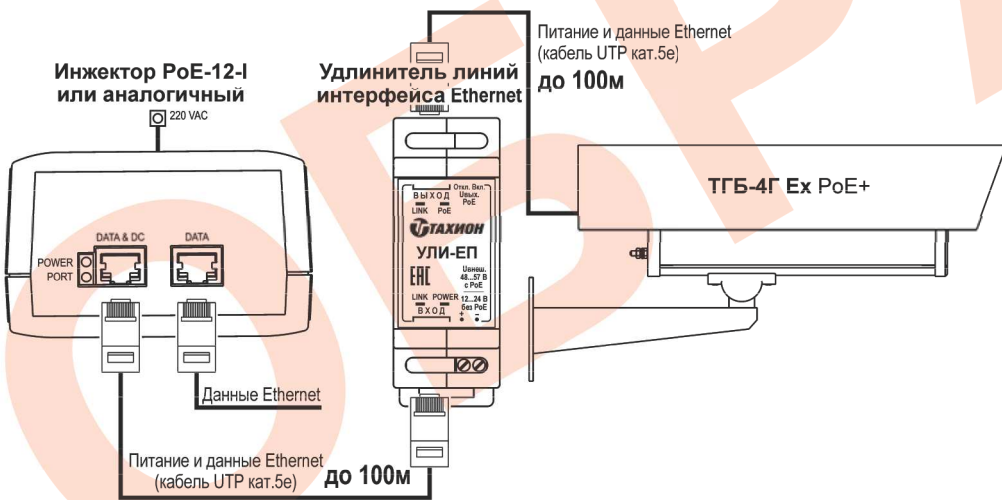 Инжектор PoE-12-I
или аналогичный
220 VAC
Удлинитель линий
интерфейса Ethernet
Питание и данные Ethernet
(кабель UTP кат.5е)
до 100м
DATA & DC
DATA
POWER
PORT
ВЫХОД
LINK PoE
Откл. Вкл.
Uвых.
PoE
ТАХИОН
УЛИ-ЕП
EAC
Uвнеш.
48...57 В
с PoE
12...24 В
без PoE
+ -
LINK POWER
ВХОД
ТГБ-4Г Ex PoE+
Данные Ethernet
Питание и данные Ethernet
(кабель UTP кат.5е)
до 100м
ОБРА